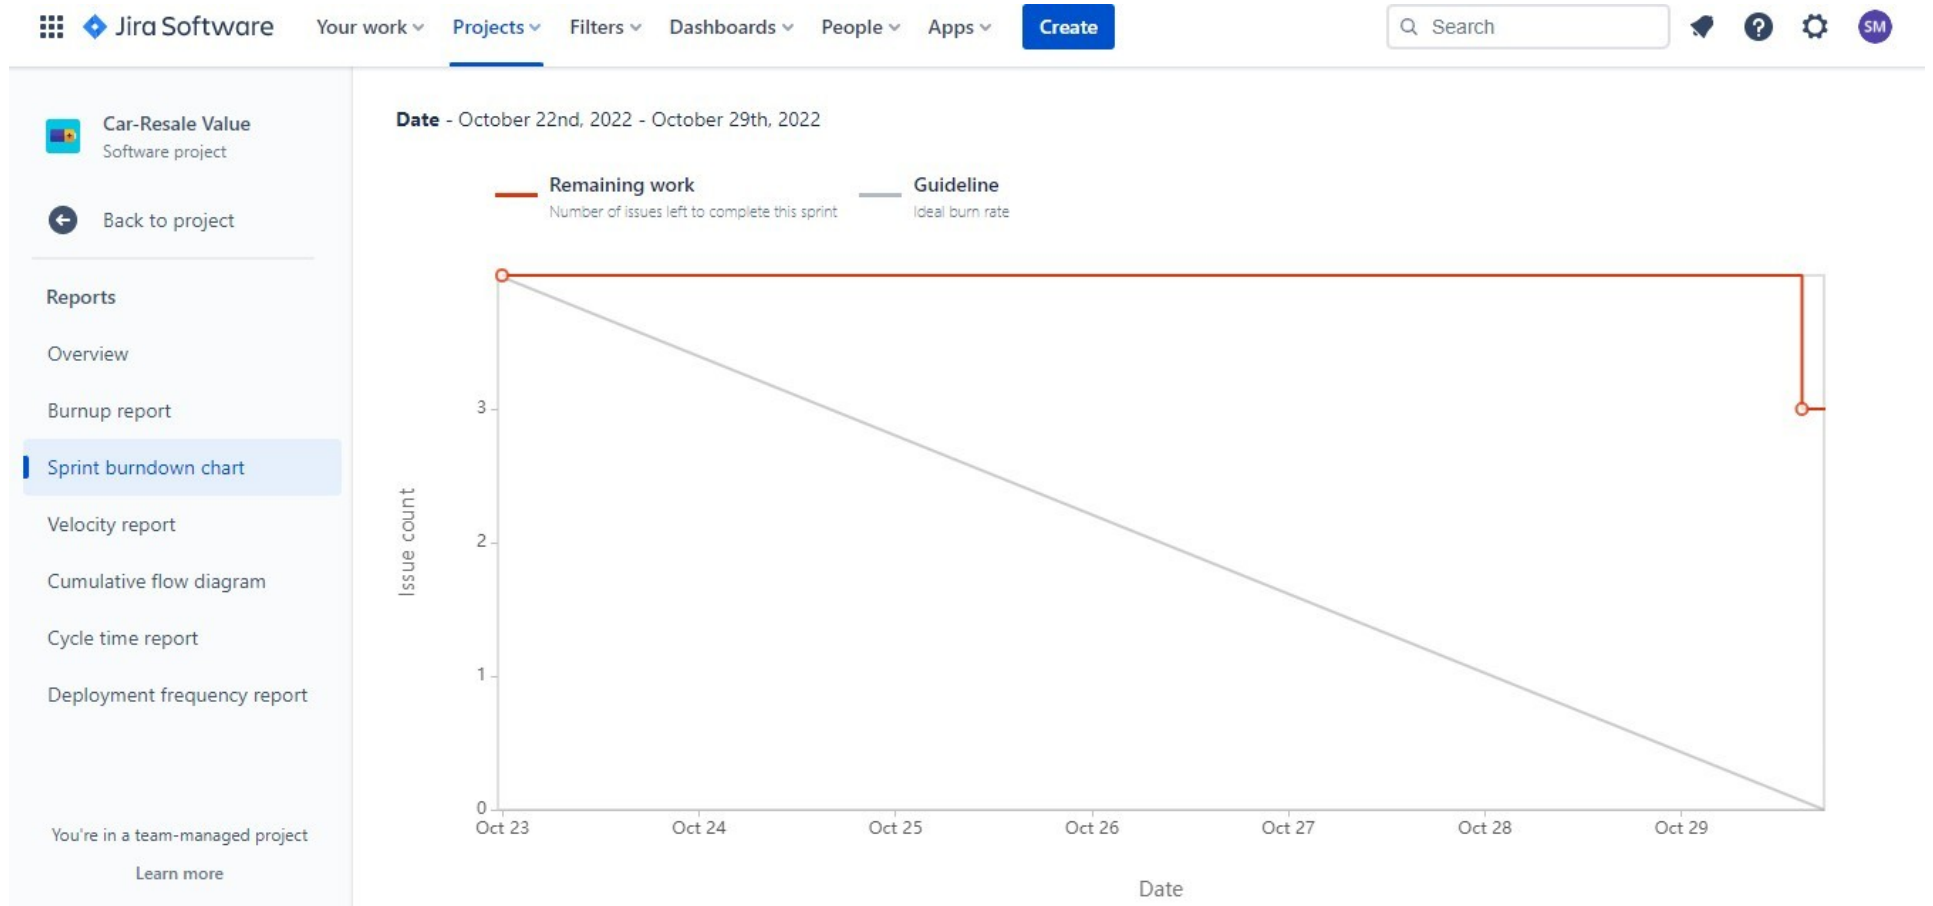 Jira Software Your work Projects Filters Dashboards People Apps Create Search ? SM
Car-Resale Value
Software project
Back to project
Reports
Overview
Burnup report
Sprint burndown chart
Velocity report
Cumulative flow diagram
Cycle time report
Deployment frequency report
You're in a team-managed project
Learn more
Date - October 22nd, 2022 - October 29th, 2022
Remaining work
Number of issues left to complete this sprint
Guideline
Ideal burn rate
Issue count
3
2
1
0
Oct 23 Oct 24 Oct 25 Oct 26 Oct 27 Oct 28 Oct 29
Date